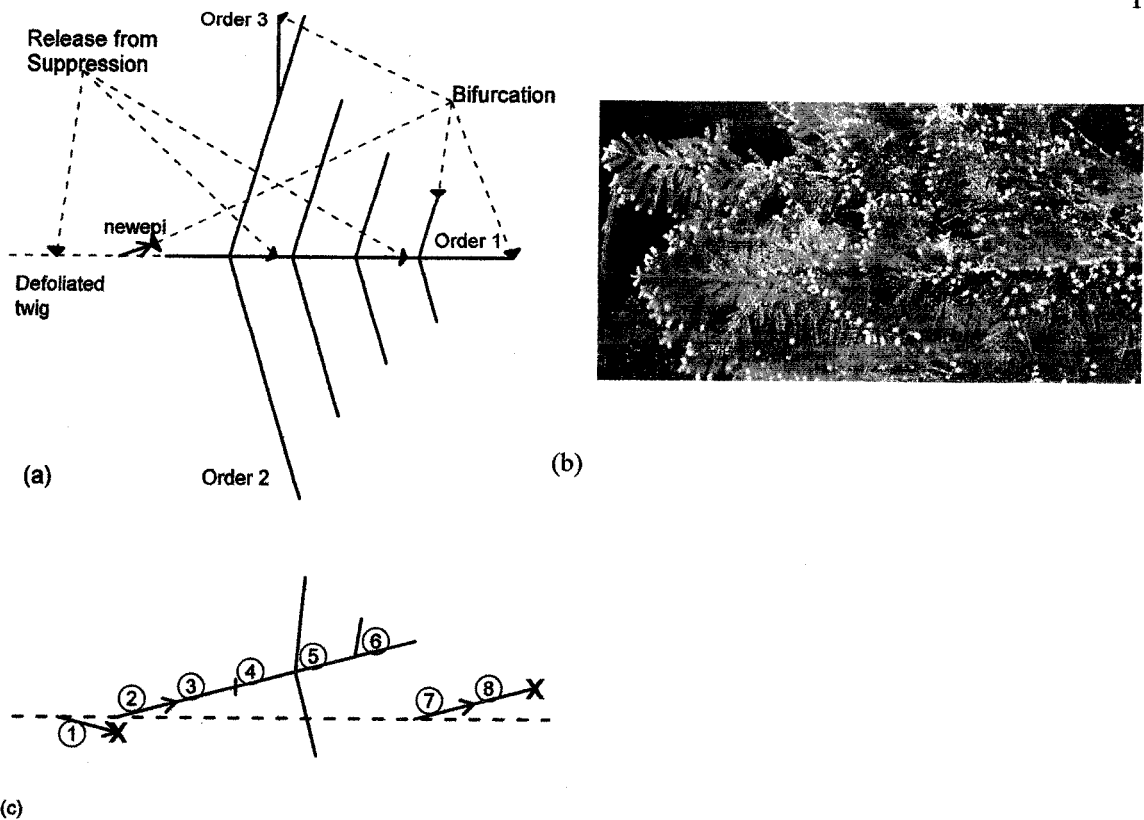 Order 3
Release from
Suppression
Bifurcation
newepi
Order 1
Defoliated
twig
(a)
Order 2
(b)
1
2
3
4
5
6
7
8
X
X
(c)